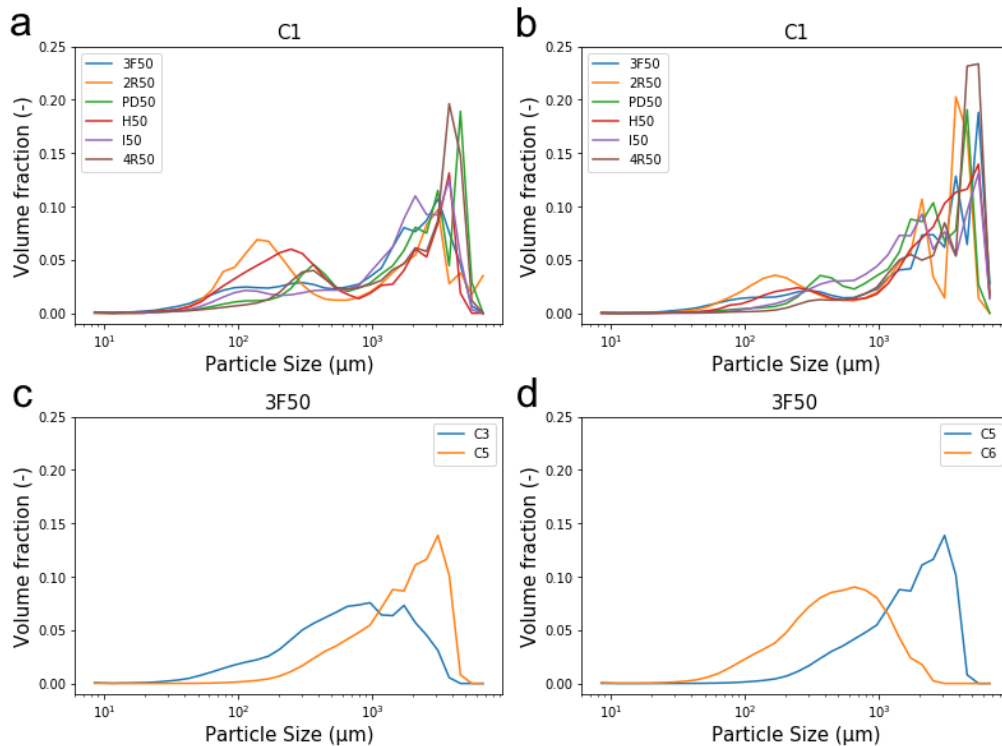 a
C1
0.25
0.20
0.15
0.10
0.05
0.00
Volume fraction (-)
3F50
2R50
PD50
H50
I50
4R50
10¹
10²
10³
Particle Size (μm)
b
C1
0.25
0.20
0.15
0.10
0.05
0.00
Volume fraction (-)
3F50
2R50
PD50
H50
I50
4R50
10¹
10²
10³
Particle Size (μm)
c
3F50
0.25
0.20
0.15
0.10
0.05
0.00
Volume fraction (-)
C3
C5
10¹
10²
10³
Particle Size (μm)
d
3F50
0.25
0.20
0.15
0.10
0.05
0.00
Volume fraction (-)
C5
C6
10¹
10²
10³
Particle Size (μm)